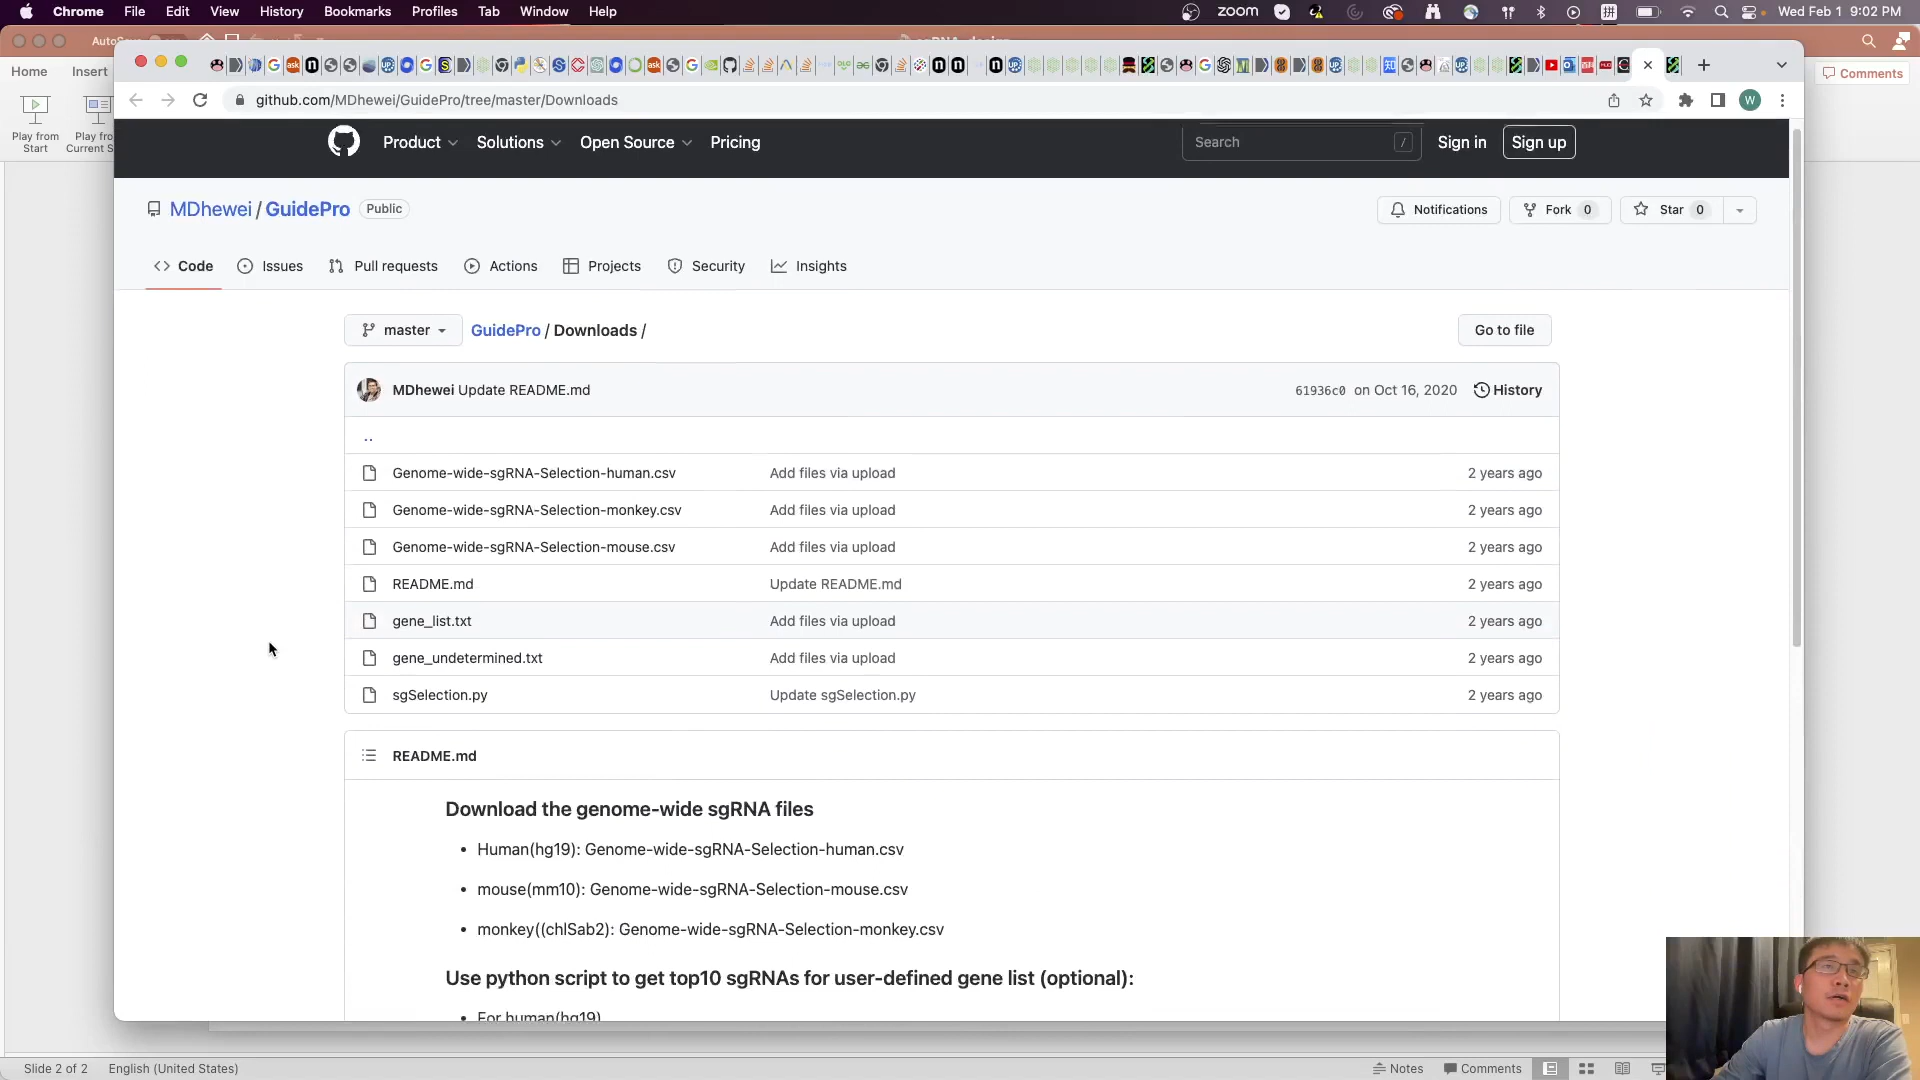 Chrome File Edit View History Bookmarks Profiles Tab Window Help
zoom Wed Feb 1 9:02 PM
Home Insert
Comments
Play from Start
github.com/MDhewei/GuidePro/tree/master/Downloads
W
Product Solutions Open Source Pricing Search / Sign in Sign up
MDhewei / GuidePro Public
Notifications Fork 0 Star 0
Code Issues Pull requests Actions Projects Security Insights
master GuidePro / Downloads / Go to file
MDhewei Update README.md 61936c0 on Oct 16, 2020 History
..
Genome-wide-sgRNA-Selection-human.csv Add files via upload 2 years ago
Genome-wide-sgRNA-Selection-monkey.csv Add files via upload 2 years ago
Genome-wide-sgRNA-Selection-mouse.csv Add files via upload 2 years ago
README.md Update README.md 2 years ago
gene_list.txt Add files via upload 2 years ago
gene_undetermined.txt Add files via upload 2 years ago
sgSelection.py Update sgSelection.py 2 years ago
README.md
Download the genome-wide sgRNA files
• Human(hg19): Genome-wide-sgRNA-Selection-human.csv
• mouse(mm10): Genome-wide-sgRNA-Selection-mouse.csv
• monkey((chlSab2): Genome-wide-sgRNA-Selection-monkey.csv
Use python script to get top10 sgRNAs for user-defined gene list (optional):
• For human(hg19)
Slide 2 of 2 English (United States) Notes Comments